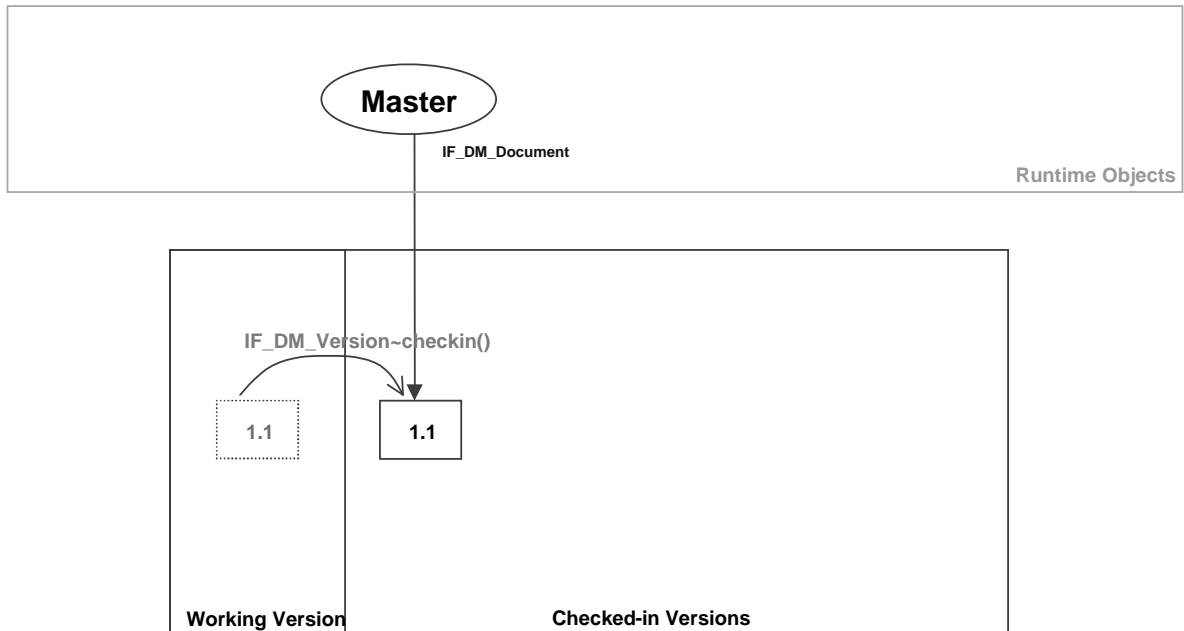 Master
IF_DM_Document
Runtime Objects
IF_DM_Version~checkin()
1.1
1.1
Working Version
Checked-in Versions